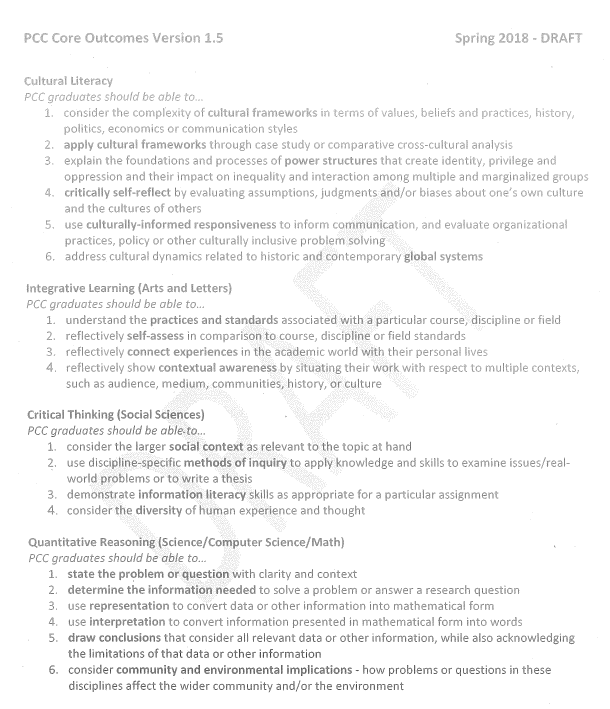 PCC Core Outcomes Version 1.5 Spring 2018 - DRAFT
Cultural Literacy
PCC graduates should be able to...
1. consider the complexity of cultural frameworks in terms of values, beliefs and practices, history,
politics, economics or communication styles
2. apply cultural frameworks through case study or comparative cross-cultural analysis
3. explain the foundations and processes of power structures that create identity, privilege and
oppression and their impact on inequality and interaction among multiple and marginalized groups
4. critically self-reflect by evaluating assumptions, judgments and/or biases about one's own culture
and the cultures of others
5. use culturally-informed responsiveness to inform communication, and evaluate organizational
practices, policy or other culturally inclusive problem solving
6. address cultural dynamics related to historic and contemporary global systems
Integrative Learning (Arts and Letters)
PCC graduates should be able to...
1. understand the practices and standards associated with a particular course, discipline or field
2. reflectively self-assess in comparison to course, discipline or field standards
3. reflectively connect experiences in the academic world with their personal lives
4. reflectively show contextual awareness by situating their work with respect to multiple contexts,
such as audience, medium, communities, history, or culture
Critical Thinking (Social Sciences)
PCC graduates should be able to...
1. consider the larger social context as relevant to the topic at hand
2. use discipline-specific methods of inquiry to apply knowledge and skills to examine issues/real-
world problems or to write a thesis
3. demonstrate information literacy skills as appropriate for a particular assignment
4. consider the diversity of human experience and thought
Quantitative Reasoning (Science/Computer Science/Math)
PCC graduates should be able to...
1. state the problem or question with clarity and context
2. determine the information needed to solve a problem or answer a research question
3. use representation to convert data or other information into mathematical form
4. use interpretation to convert information presented in mathematical form into words
5. draw conclusions that consider all relevant data or other information, while also acknowledging
the limitations of that data or other information
6. consider community and environmental implications - how problems or questions in these
disciplines affect the wider community and/or the environment
DRAFT